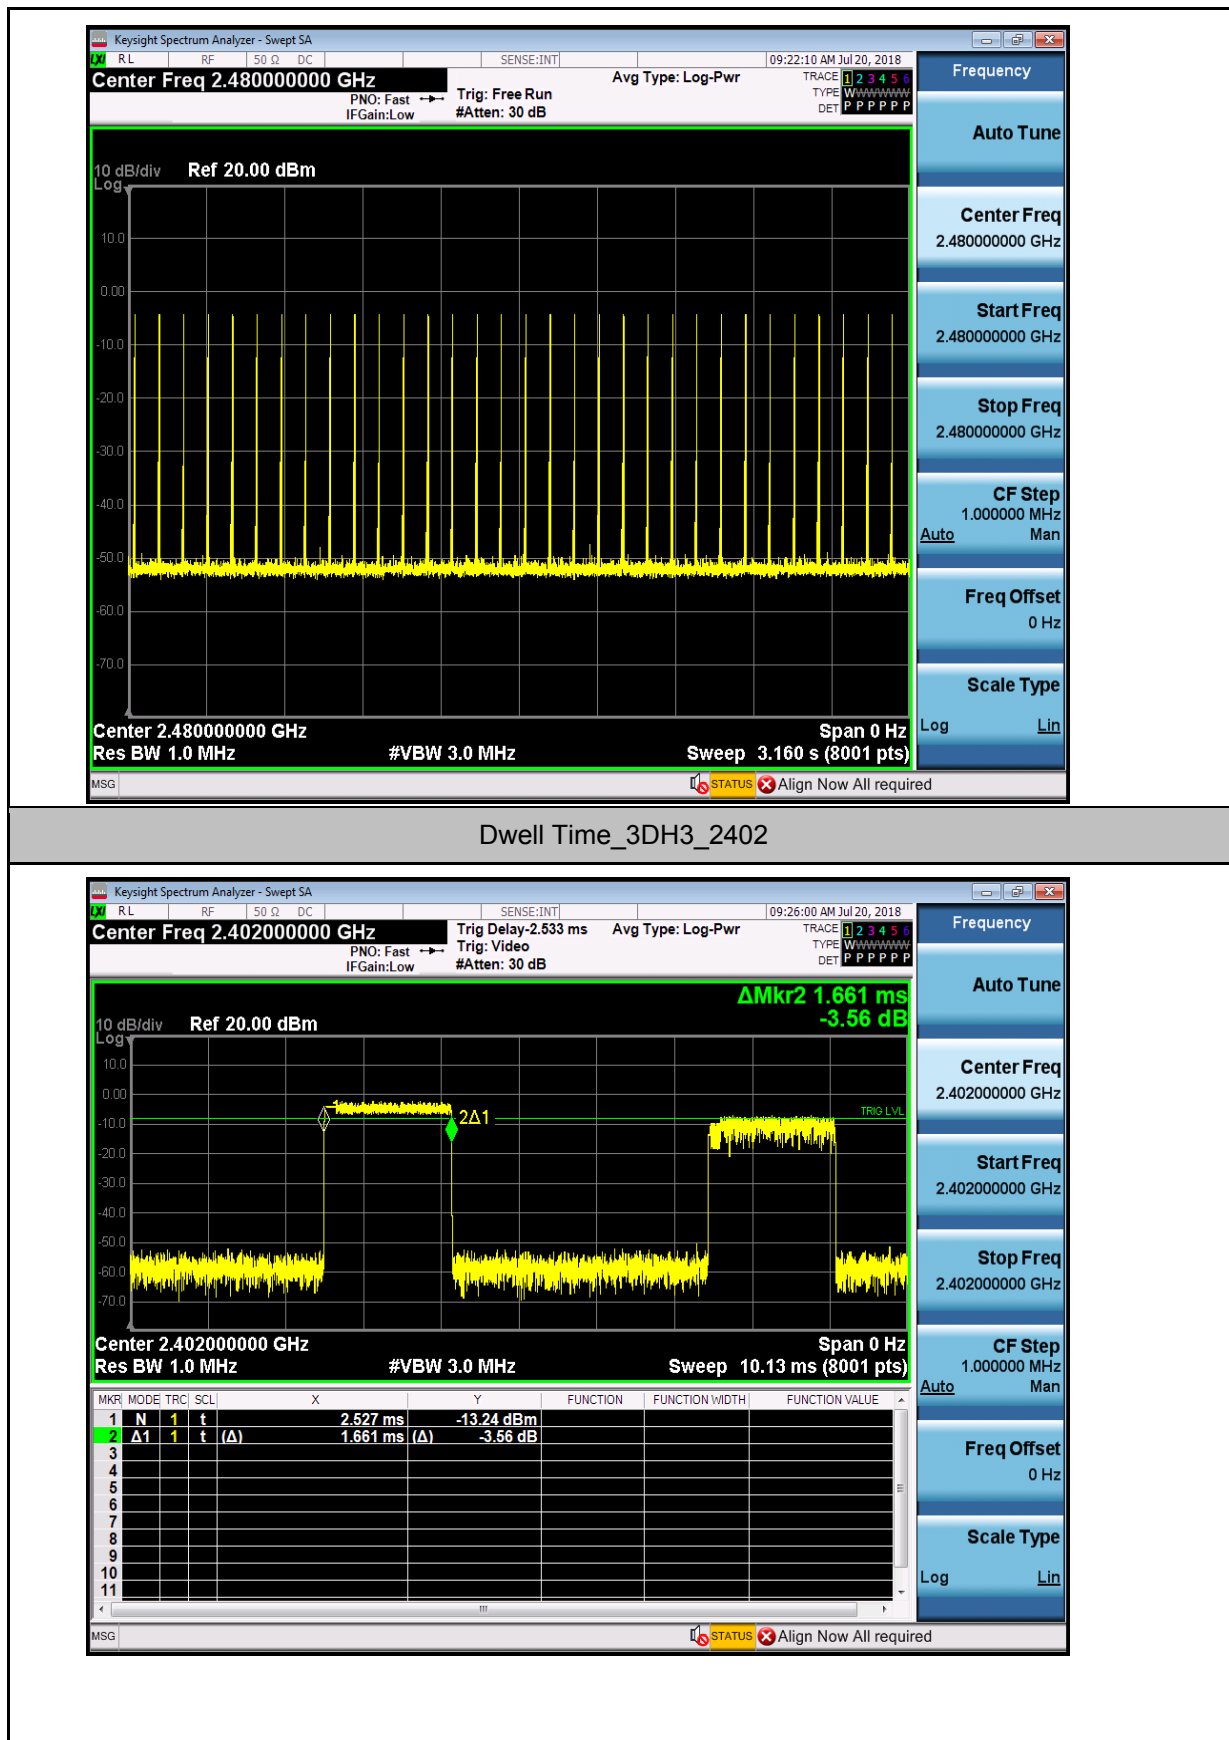 Keysight Spectrum Analyzer - Swept SA
LXI RL RF 50 Ω DC SENSE:INT 09:22:10 AM Jul 20, 2018
Center Freq 2.480000000 GHz
PNO: Fast
IFGain:Low
Trig: Free Run
#Atten: 30 dB
Avg Type: Log-Pwr
TRACE 1 2 3 4 5 6
TYPE WWWWWW
DET P P P P P P
10 dB/div Ref 20.00 dBm
Log
10.0
0.00
-10.0
-20.0
-30.0
-40.0
-50.0
-60.0
-70.0
Center 2.480000000 GHz Span 0 Hz
Res BW 1.0 MHz #VBW 3.0 MHz Sweep 3.160 s (8001 pts)
MSG STATUS Align Now All required
Frequency
Auto Tune
Center Freq
2.480000000 GHz
Start Freq
2.480000000 GHz
Stop Freq
2.480000000 GHz
CF Step
1.000000 MHz
Auto Man
Freq Offset
0 Hz
Scale Type
Log Lin
Dwell Time_3DH3_2402
Keysight Spectrum Analyzer - Swept SA
LXI RL RF 50 Ω DC SENSE:INT 09:26:00 AM Jul 20, 2018
Center Freq 2.402000000 GHz
PNO: Fast
IFGain:Low
Trig Delay-2.533 ms
Trig: Video
#Atten: 30 dB
Avg Type: Log-Pwr
TRACE 1 2 3 4 5 6
TYPE WWWWWW
DET P P P P P P
ΔMkr2 1.661 ms
-3.56 dB
10 dB/div Ref 20.00 dBm
Log
10.0
0.00
-10.0
-20.0
-30.0
-40.0
-50.0
-60.0
-70.0
2Δ1
TRIG LVL
Center 2.402000000 GHz Span 0 Hz
Res BW 1.0 MHz #VBW 3.0 MHz Sweep 10.13 ms (8001 pts)
MKR MODE TRC SCL X Y FUNCTION FUNCTION WIDTH FUNCTION VALUE
1 N 1 t 2.527 ms -13.24 dBm
2 Δ1 1 t (Δ) 1.661 ms (Δ) -3.56 dB
3
4
5
6
7
8
9
10
11
MSG STATUS Align Now All required
Frequency
Auto Tune
Center Freq
2.402000000 GHz
Start Freq
2.402000000 GHz
Stop Freq
2.402000000 GHz
CF Step
1.000000 MHz
Auto Man
Freq Offset
0 Hz
Scale Type
Log Lin